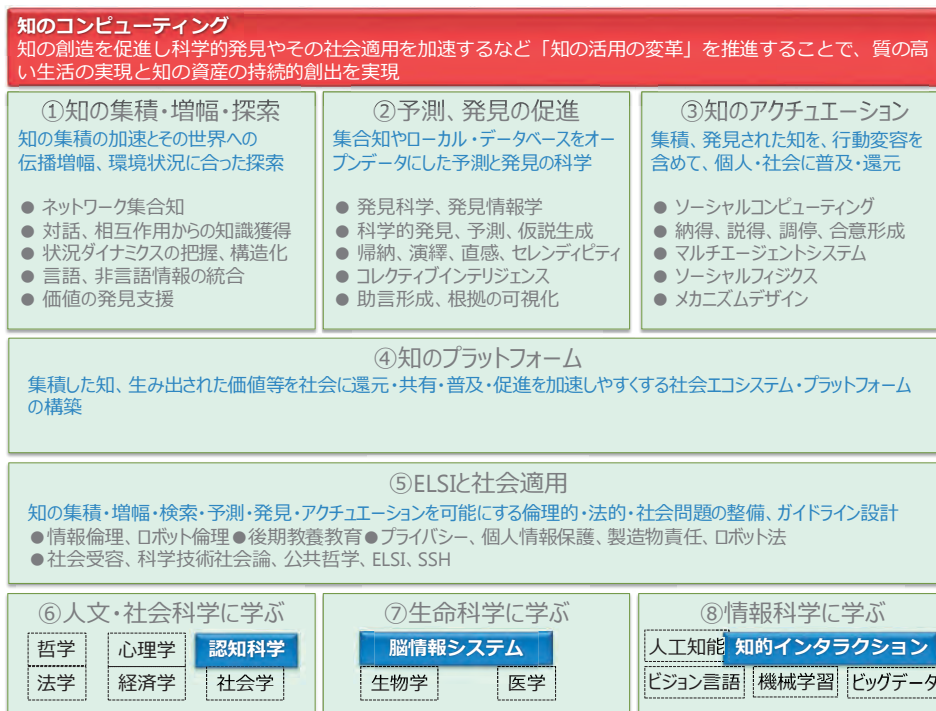 知のコンピューティング
知の創造を促進し科学的発見やその社会適用を加速するなど「知の活用の変革」を推進することで、質の高
い生活の実現と知の資産の持続的創出を実現
①知の集積・増幅・探索
知の集積の加速とその世界への
伝播増幅、環境状況に合った探索
● ネットワーク集合知
● 対話、相互作用からの知識獲得
● 状況ダイナミクスの把握、構造化
● 言語、非言語情報の統合
● 価値の発見支援
②予測、発見の促進
集合知やローカル・データベースをオー
プンデータにした予測と発見の科学
● 発見科学、発見情報学
● 科学的発見、予測、仮説生成
● 帰納、演繹、直感、セレンディピティ
● コレクティブインテリジェンス
● 助言形成、根拠の可視化
③知のアクチュエーション
集積、発見された知を、行動変容を
含めて、個人・社会に普及・還元
● ソーシャルコンピューティング
● 納得、説得、調停、合意形成
● マルチエージェントシステム
● ソーシャルフィジクス
● メカニズムデザイン
④知のプラットフォーム
集積した知、生み出された価値等を社会に還元・共有・普及・促進を加速しやすくする社会エコシステム・プラットフォーム
の構築
⑤ELSIと社会適用
知の集積・増幅・検索・予測・発見・アクチュエーションを可能にする倫理的・法的・社会問題の整備、ガイドライン設計
●情報倫理、ロボット倫理●後期教養教育●プライバシー、個人情報保護、製造物責任、ロボット法
●社会受容、科学技術社会論、公共哲学、ELSI、SSH
⑥人文・社会科学に学ぶ
哲学 心理学 認知科学
法学 経済学 社会学
⑦生命科学に学ぶ
脳情報システム
生物学 医学
⑧情報科学に学ぶ
人工知能 知的インタラクション
ビジョン言語 機械学習 ビッグデータ